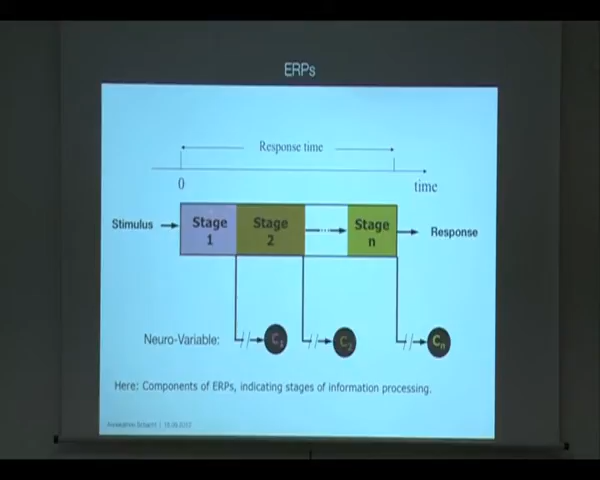 ERPs
Response time
0
time
Stimulus
Stage 1
Stage 2
Stage n
Response
Neuro-Variable:
C1
C2
Cn
Here: Components of ERPs, indicating stages of information processing.